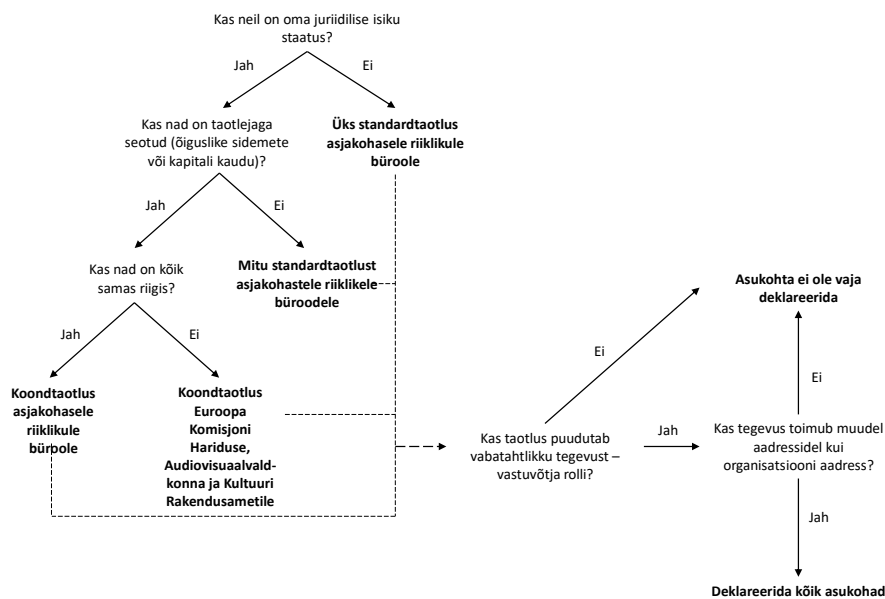 Kas neil on oma juriidilise isiku
staatus?
Jah
Ei
Kas nad on taotlejaga
seotud (õiguslike sidemete
või kapitali kaudu)?
Üks standardtaotlus
asjakohasele riiklikule
büroole
Jah
Ei
Kas nad on kõik
samas riigis?
Mitu standardtaotlust
asjakohastele riiklikele
büroodele
Asukohta ei ole vaja
deklareerida
Jah
Ei
Ei
Ei
Koondtaotlus
asjakohasele
riiklikule
bürpole
Koondtaotlus
Euroopa
Komisjoni
Hariduse,
Audiovisuaalvald-
konna ja Kultuuri
Rakendusametile
Kas taotlus puudutab
vabatahtlikku tegevust –
vastuvõtja rolli?
Jah
Kas tegevus toimub muudel
aadressidel kui
organisatsiooni aadress?
Jah
Deklareerida kõik asukohad